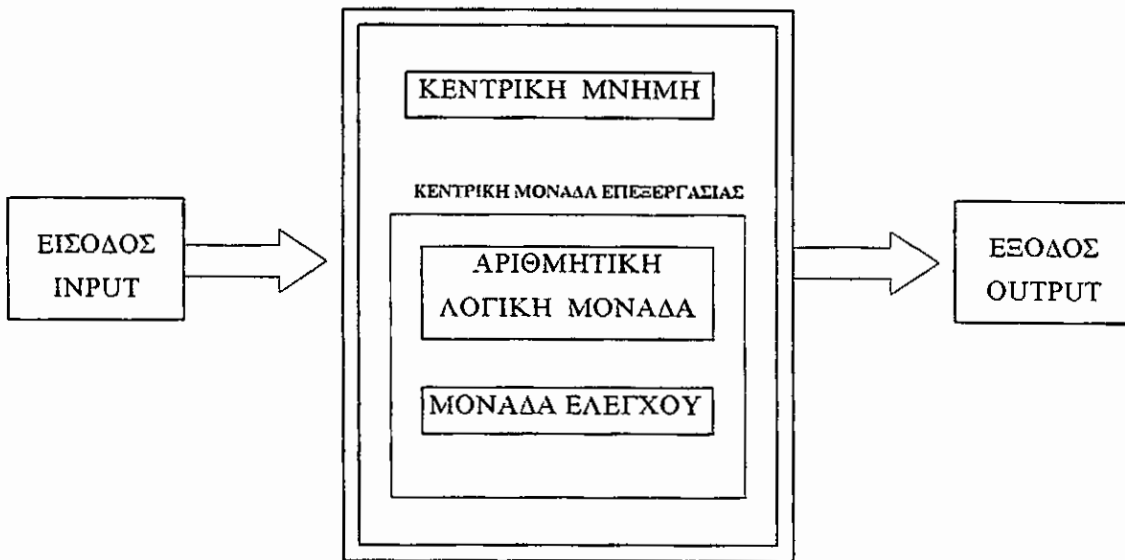 ΚΕΝΤΡΙΚΗ ΜΝΗΜΗ
ΚΕΝΤΡΙΚΗ ΜΟΝΑΔΑ ΕΠΕΞΕΡΓΑΣΙΑΣ
ΕΙΣΟΔΟΣ
INPUT
ΑΡΙΘΜΗΤΙΚΗ
ΛΟΓΙΚΗ ΜΟΝΑΔΑ
ΜΟΝΑΔΑ ΕΛΕΓΧΟΥ
ΕΞΟΔΟΣ
OUTPUT